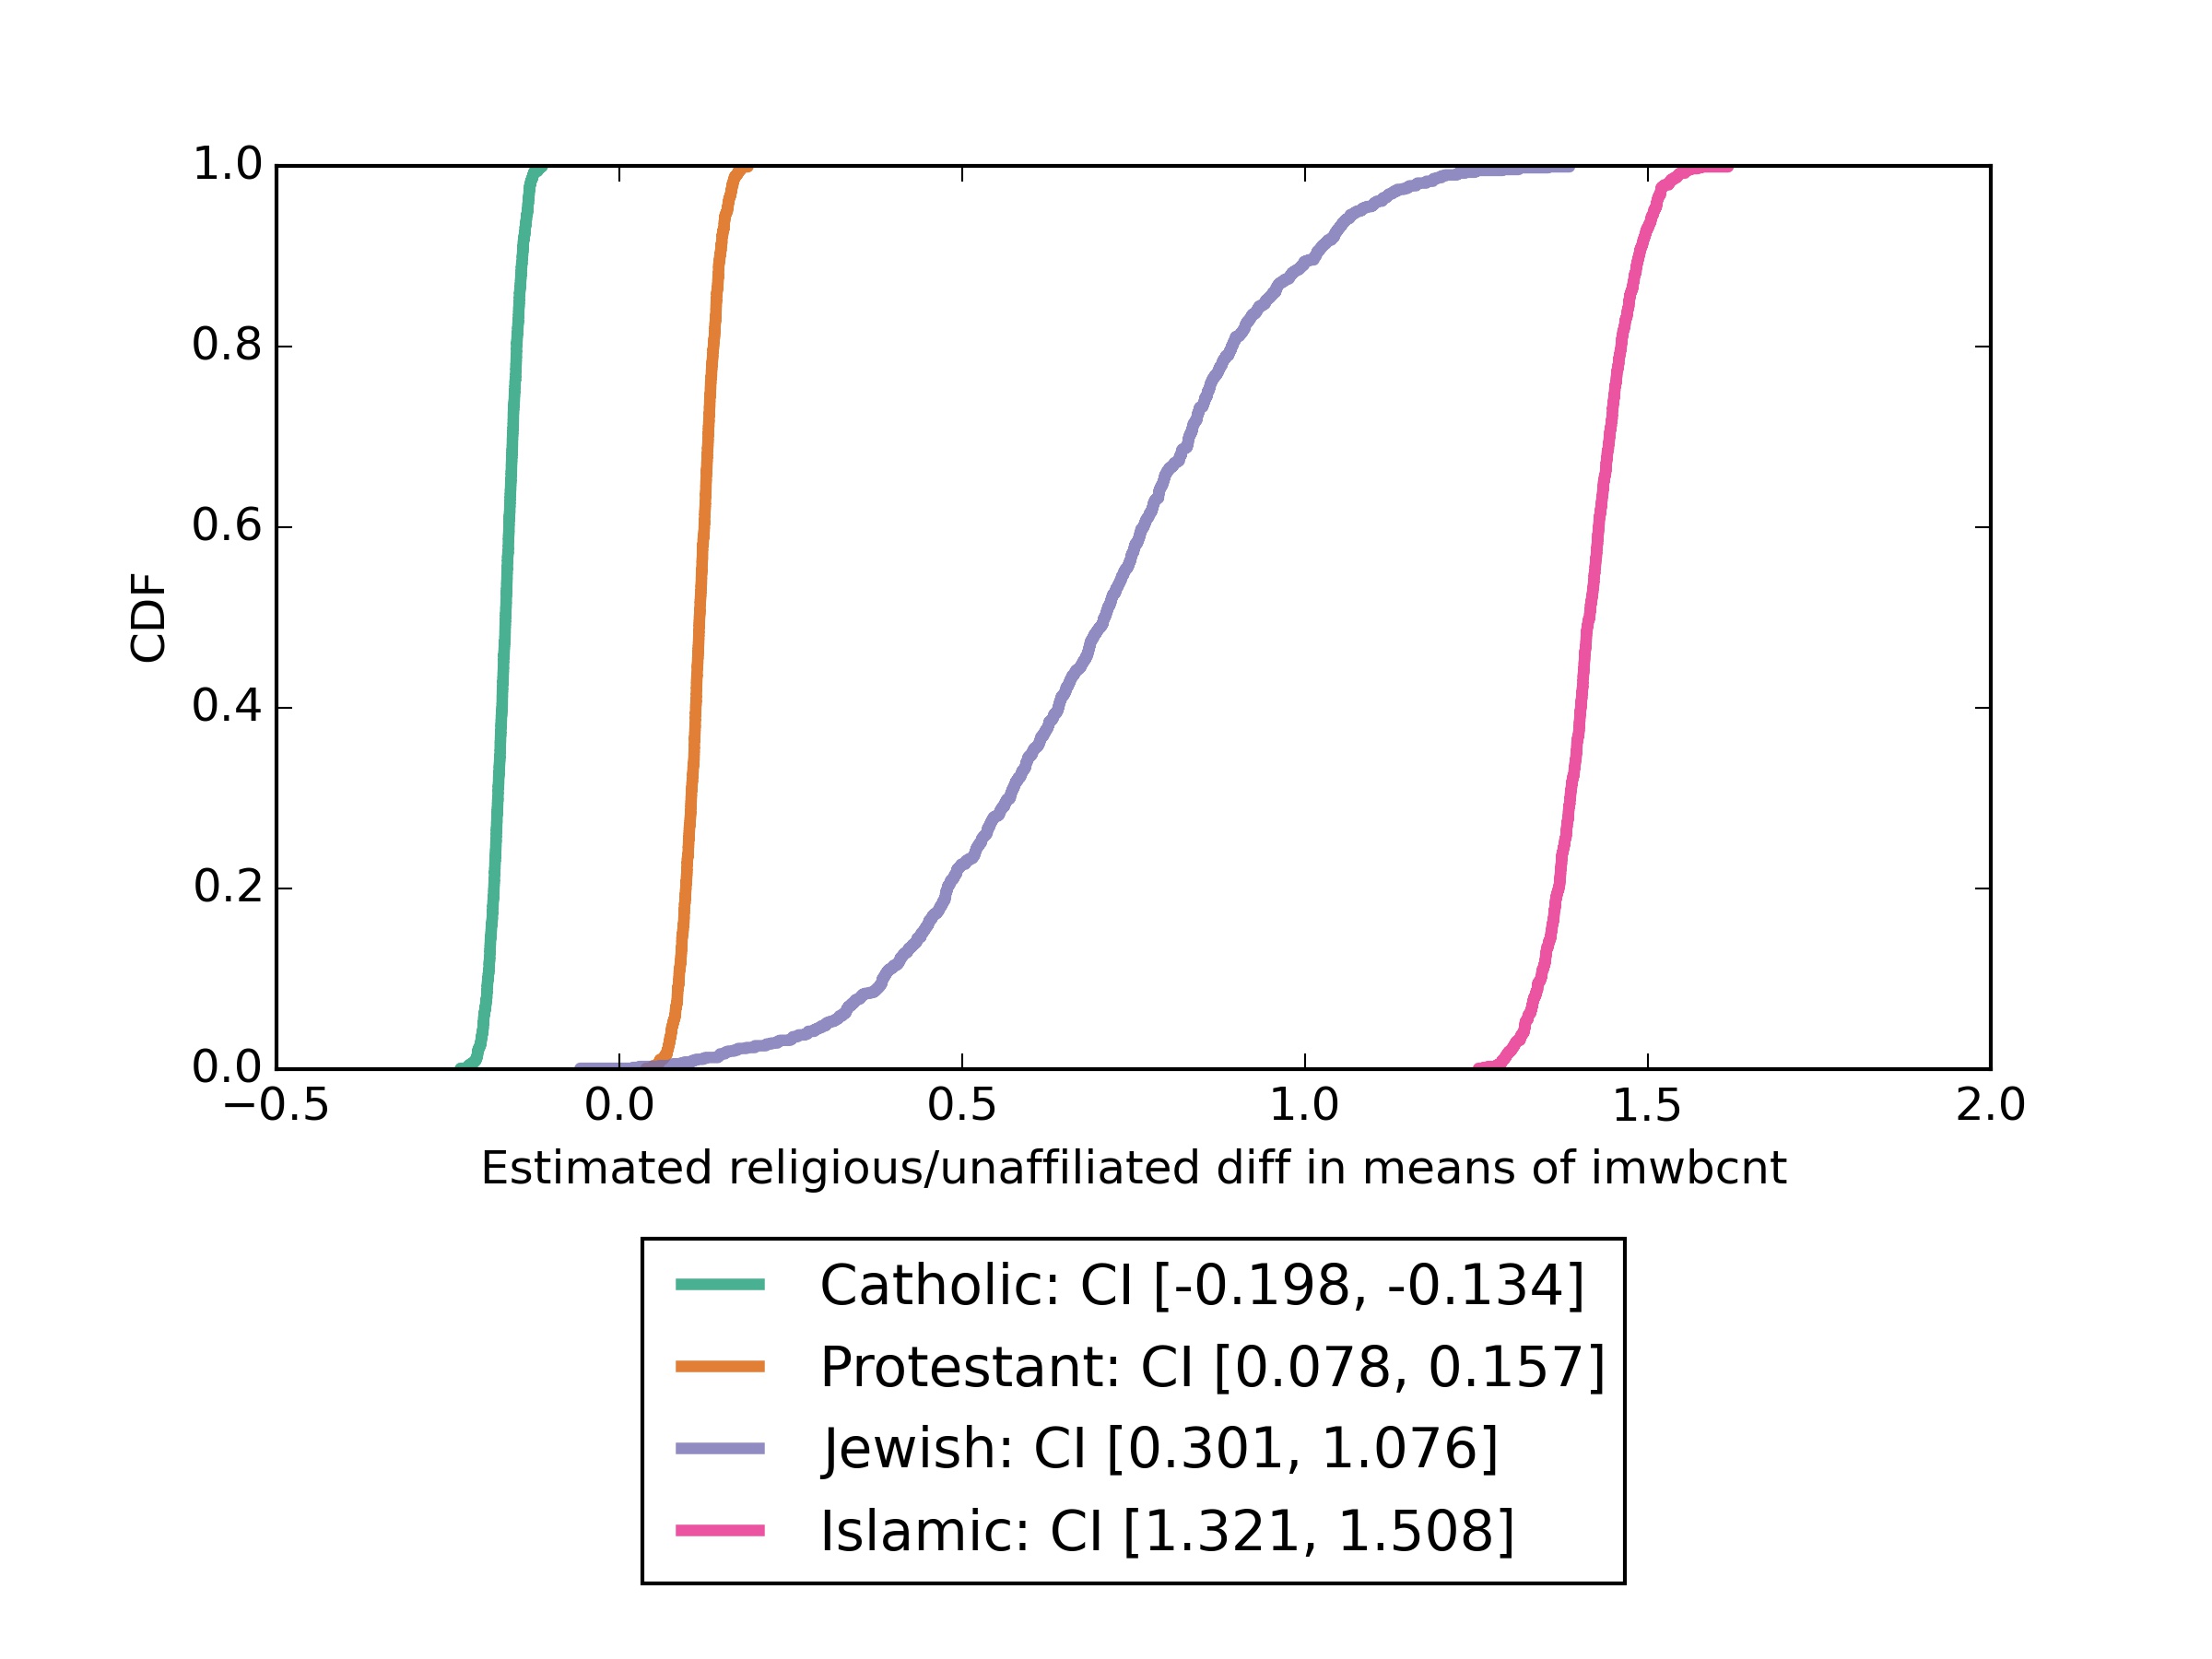 1.0
0.8
0.6
0.4
0.2
0.0
CDF
−0.5 0.0 0.5 1.0 1.5 2.0
Estimated religious/unaffiliated diff in means of imwbcnt
Catholic: CI [-0.198, -0.134]
Protestant: CI [0.078, 0.157]
Jewish: CI [0.301, 1.076]
Islamic: CI [1.321, 1.508]